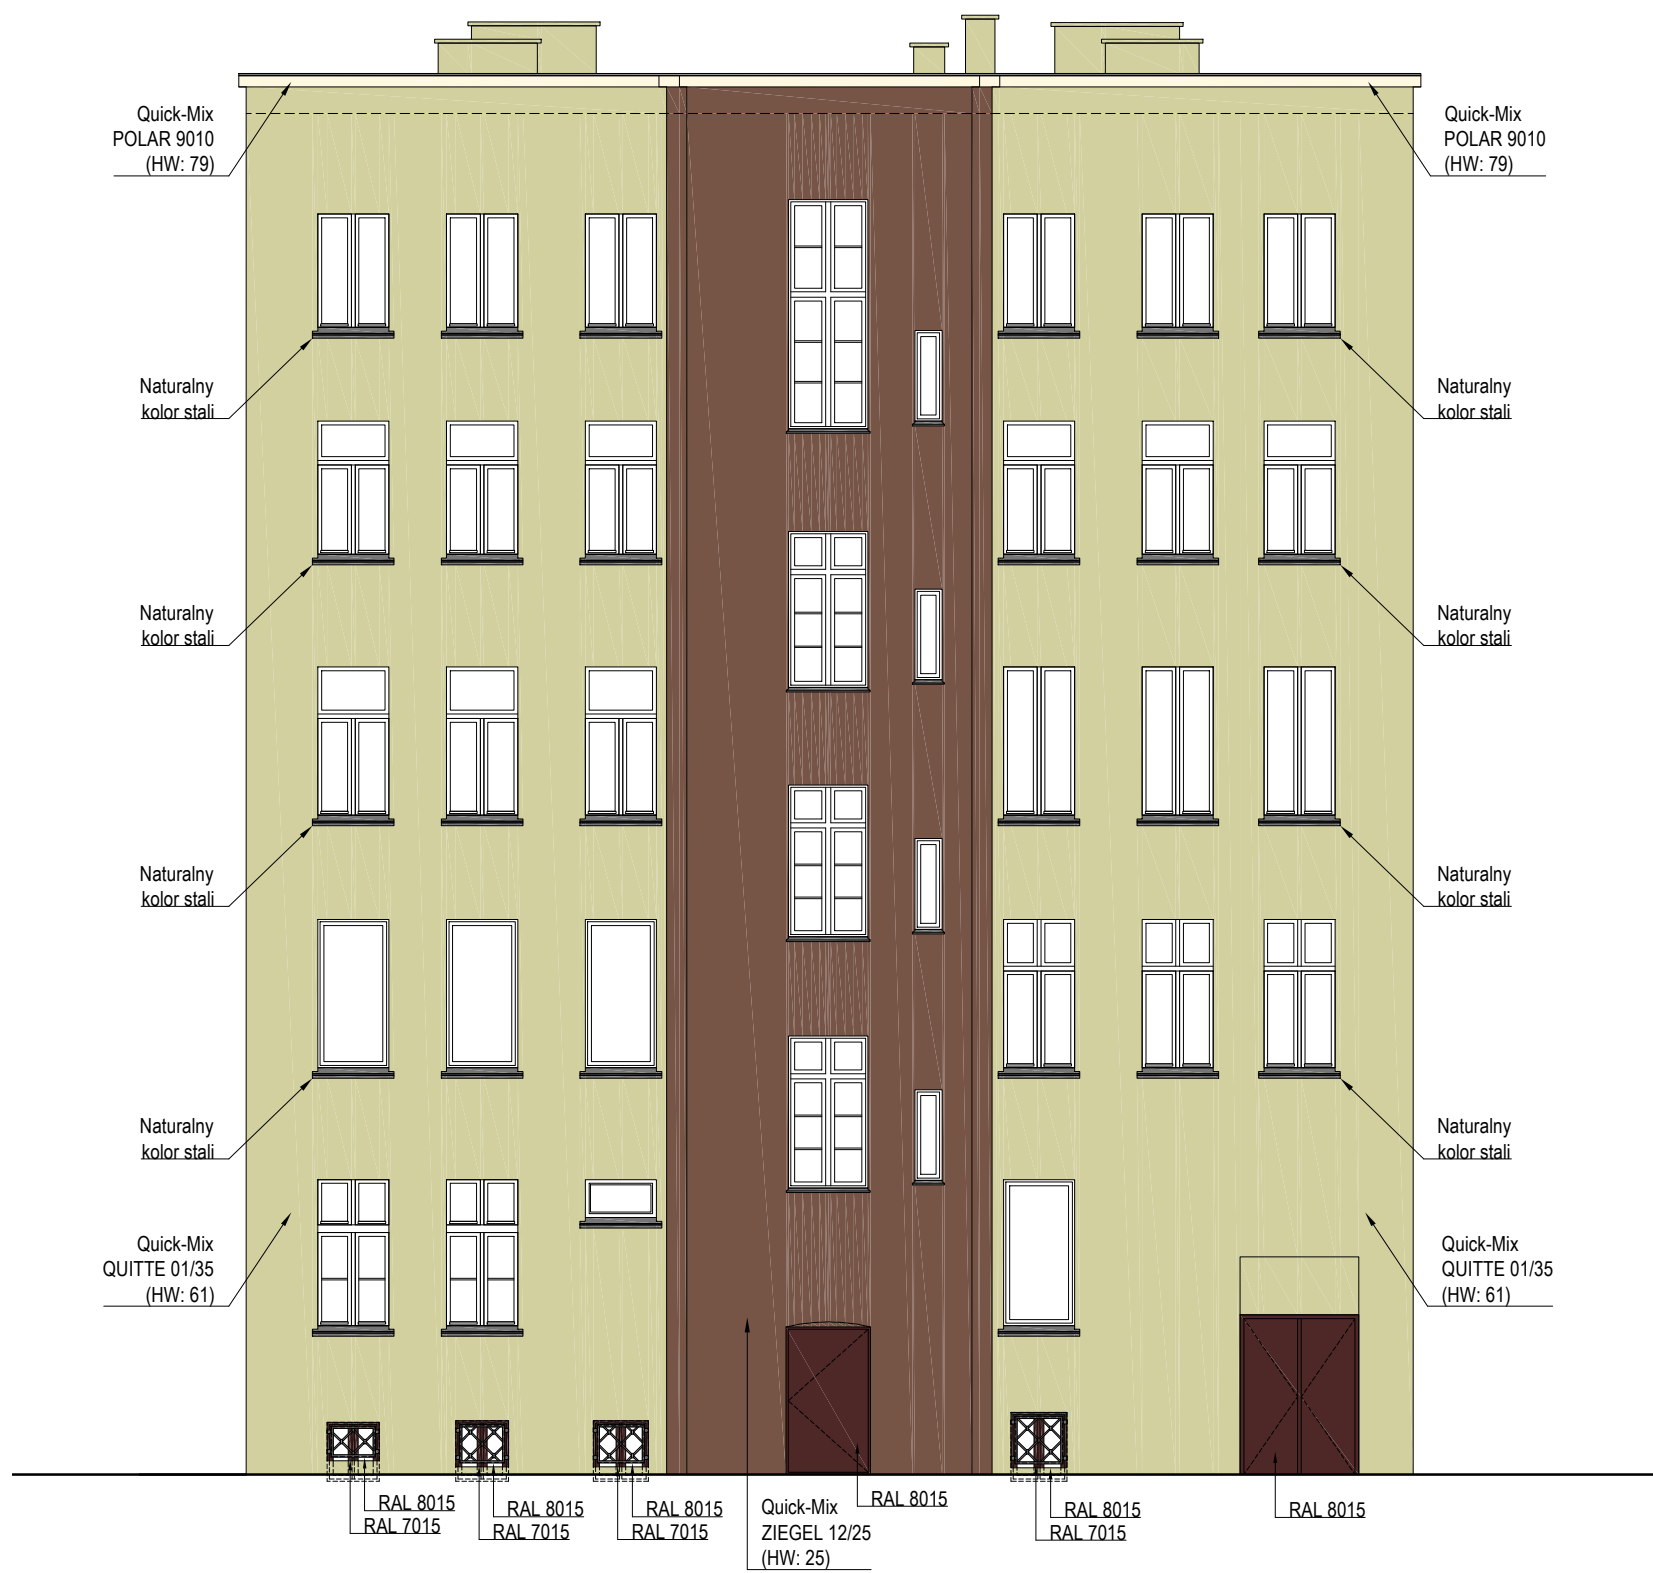 Quick-Mix
POLAR 9010
(HW: 79)
Quick-Mix
POLAR 9010
(HW: 79)
Naturalny
kolor stali
Naturalny
kolor stali
Naturalny
kolor stali
Naturalny
kolor stali
Naturalny
kolor stali
Naturalny
kolor stali
Naturalny
kolor stali
Naturalny
kolor stali
Quick-Mix
QUITTE 01/35
(HW: 61)
Quick-Mix
QUITTE 01/35
(HW: 61)
RAL 8015
RAL 7015
RAL 8015
RAL 7015
RAL 8015
RAL 7015
Quick-Mix
ZIEGEL 12/25
(HW: 25)
RAL 8015
RAL 8015
RAL 7015
RAL 8015